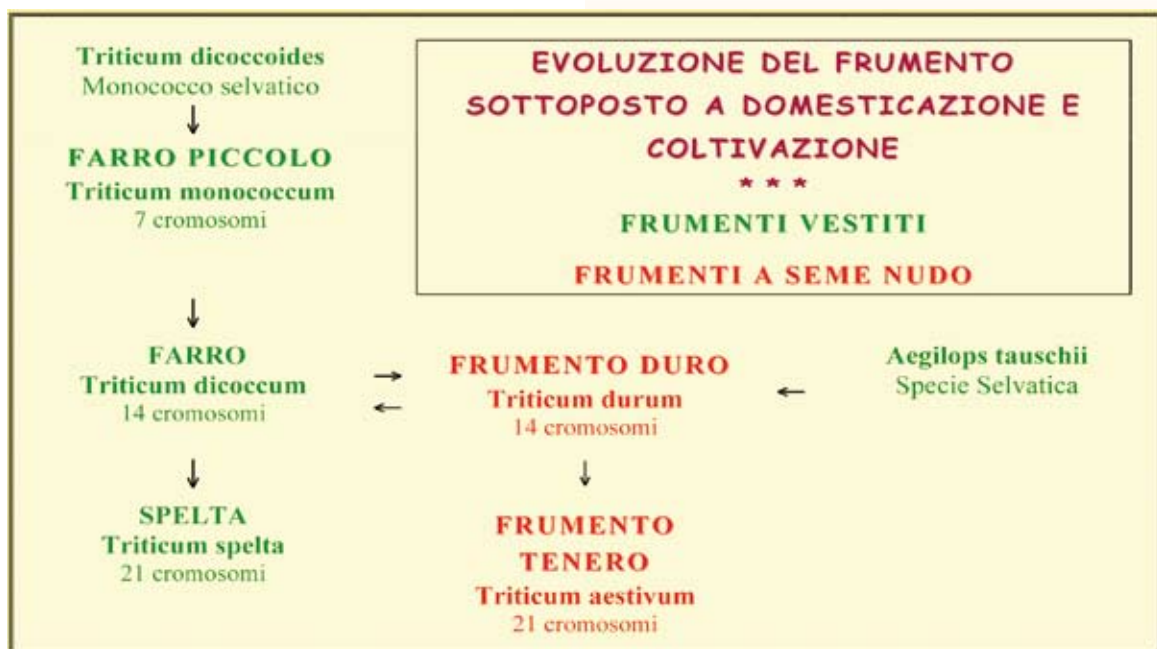 Triticum dicoccoides
Monococco selvatico
FARRO PICCOLO
Triticum monococcum
7 cromosomi
EVOLUZIONE DEL FRUMENTO
SOTTOPOSTO A DOMESTICAZIONE E
COLTIVAZIONE
* * *
FRUMENTI VESTITI
FRUMENTI A SEME NUDO
FARRO
Triticum dicoccum
14 cromosomi
FRUMENTO DURO
Triticum durum
14 cromosomi
Aegilops tauschii
Specie Selvatica
SPELTA
Triticum spelta
21 cromosomi
FRUMENTO
TENERO
Triticum aestivum
21 cromosomi